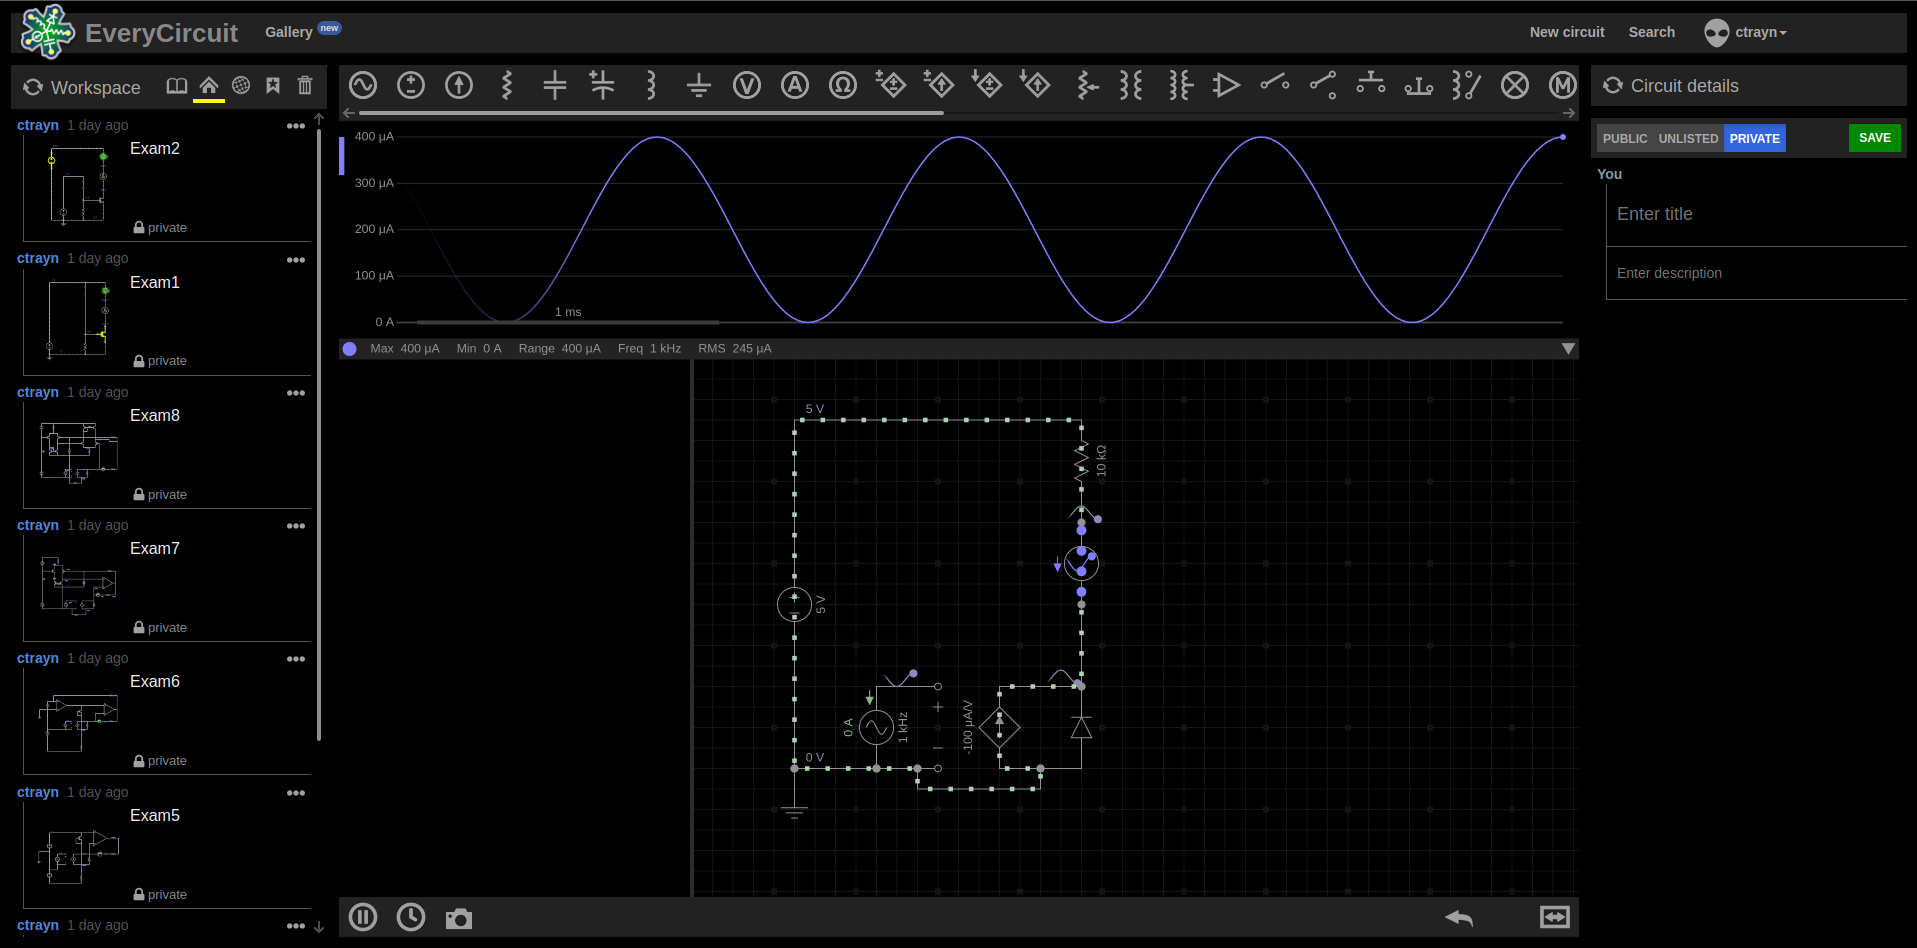 EveryCircuit
Gallery new
New circuit Search ctrayn
Workspace
Circuit details
V A Ω M
PUBLIC UNLISTED PRIVATE SAVE
You
Enter title
Enter description
ctrayn 1 day ago
Exam2
private
ctrayn 1 day ago
Exam1
private
ctrayn 1 day ago
Exam8
private
ctrayn 1 day ago
Exam7
private
ctrayn 1 day ago
Exam6
private
ctrayn 1 day ago
Exam5
private
ctrayn 1 day ago
400 µA
300 µA
200 µA
100 µA
0 A
1 ms
Max 400 µA Min 0 A Range 400 µA Freq 1 kHz RMS 245 µA
5 V
10 kΩ
5 V
0 A
1 kHz
-100 µA/V
0 V